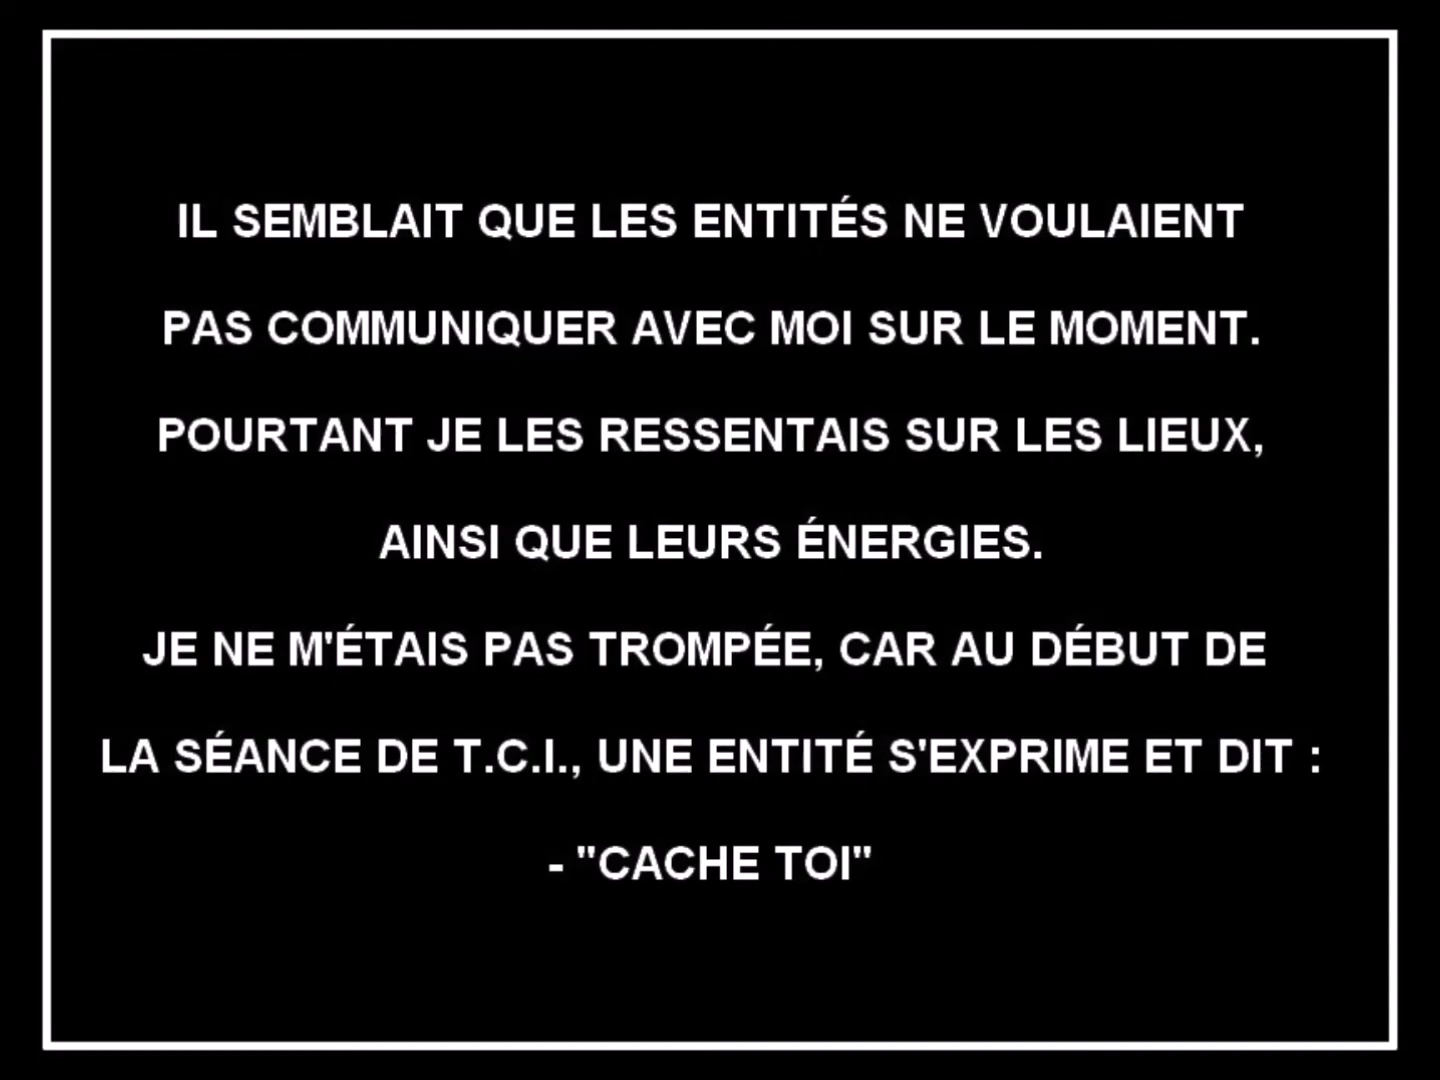 IL SEMBLAIT QUE LES ENTITÉS NE VOULAIENT
PAS COMMUNIQUER AVEC MOI SUR LE MOMENT.
POURTANT JE LES RESSENTAIS SUR LES LIEUX,
AINSI QUE LEURS ÉNERGIES.
JE NE M'ÉTAIS PAS TROMPÉE, CAR AU DÉBUT DE
LA SÉANCE DE T.C.I., UNE ENTITÉ S'EXPRIME ET DIT :
- "CACHE TOI"